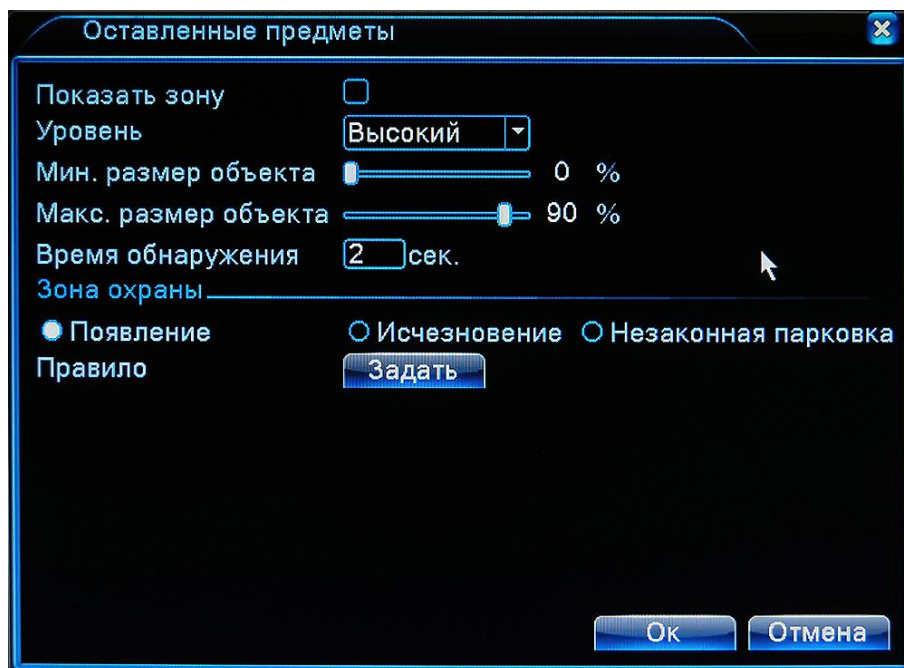 Оставленные предметы
Показать зону
Уровень Высокий
Мин. размер объекта 0 %
Макс. размер объекта 90 %
Время обнаружения 2 сек.
Зона охраны
Появление Исчезновение Незаконная парковка
Правило Задать
Ок Отмена